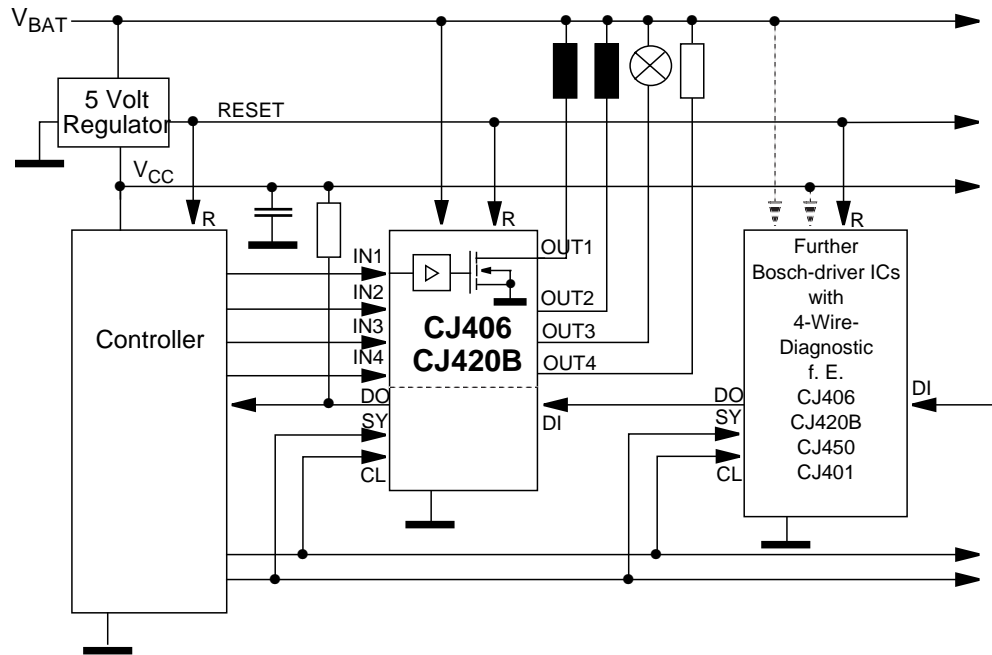 VBAT
5 Volt
Regulator
RESET
VCC
R
R
R
Controller
IN1
IN2
IN3
IN4
DO
SY
CL
CJ406
CJ420B
OUT1
OUT2
OUT3
OUT4
DI
DO
SY
CL
Further
Bosch-driver ICs
with
4-Wire-
Diagnostic
f. E.
CJ406
CJ420B
CJ450
CJ401
DI